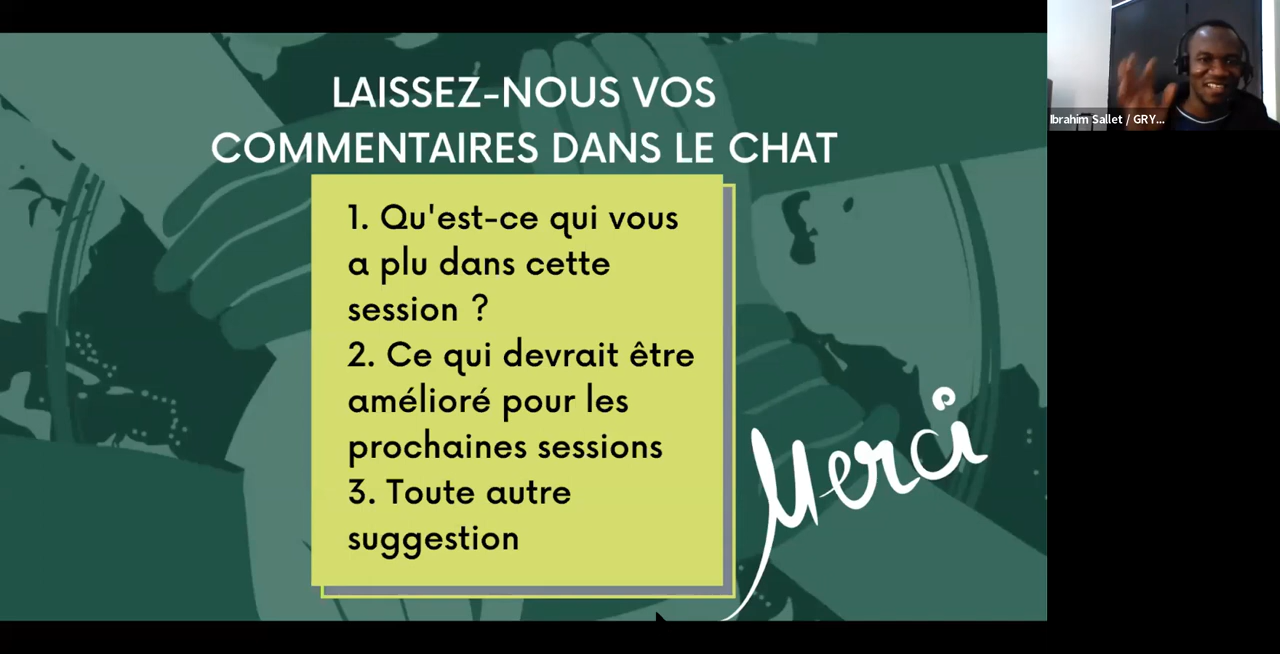 LAISSEZ-NOUS VOS
COMMENTAIRES DANS LE CHAT
1. Qu'est-ce qui vous
a plu dans cette
session ?
2. Ce qui devrait être
amélioré pour les
prochaines sessions
3. Toute autre
suggestion
Merci
Ibrahim Sallet / GRY...